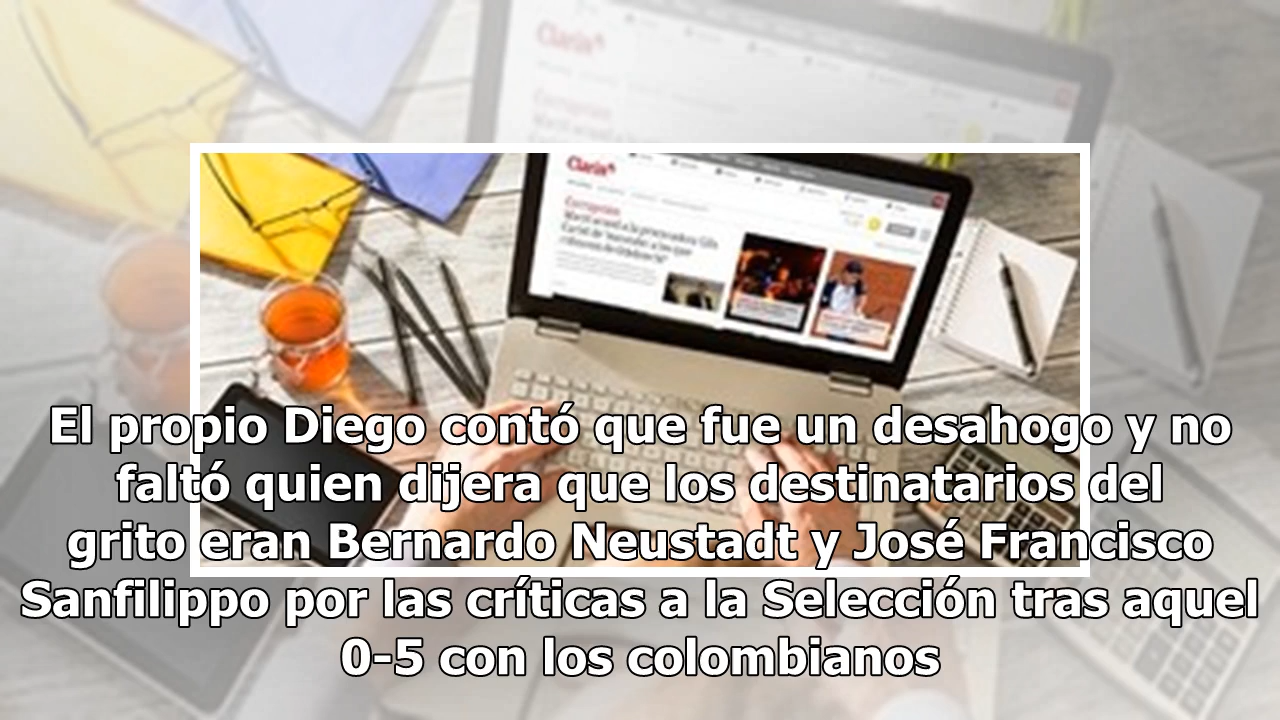 Clarín
El propio Diego contó que fue un desahogo y no
faltó quien dijera que los destinatarios del
grito eran Bernardo Neustadt y José Francisco
Sanfilippo por las críticas a la Selección tras aquel
0-5 con los colombianos